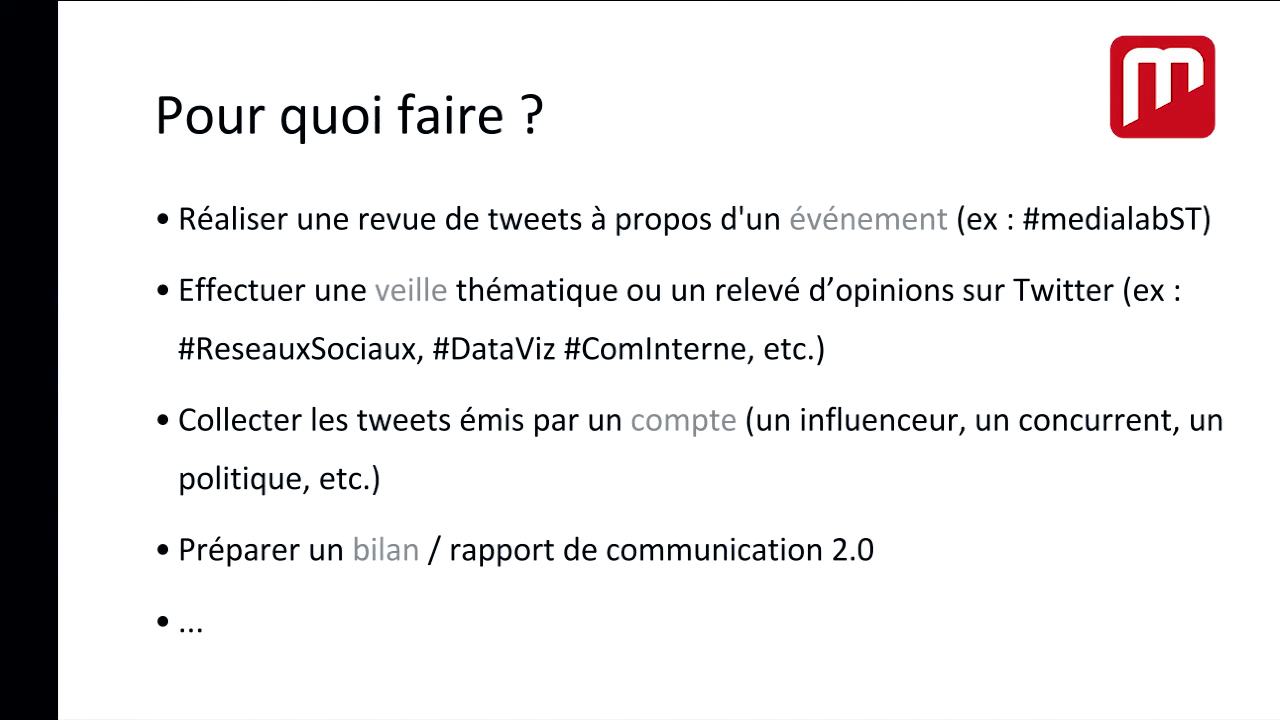 Pour quoi faire ?
• Réaliser une revue de tweets à propos d'un événement (ex : #medialabST)
• Effectuer une veille thématique ou un relevé d’opinions sur Twitter (ex :
#ReseauxSociaux, #DataViz #ComInterne, etc.)
• Collecter les tweets émis par un compte (un influenceur, un concurrent, un
politique, etc.)
• Préparer un bilan / rapport de communication 2.0
• ...